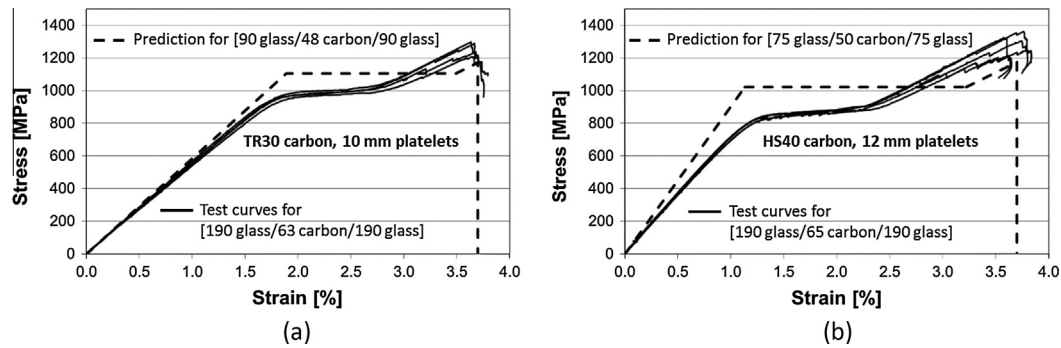 1400
1200
1000
800
600
400
200
0
Stress [MPa]
Prediction for [90 glass/48 carbon/90 glass]
TR30 carbon, 10 mm platelets
Test curves for
[190 glass/63 carbon/190 glass]
0.0 0.5 1.0 1.5 2.0 2.5 3.0 3.5 4.0
Strain [%]
(a)
1400
1200
1000
800
600
400
200
0
Stress [MPa]
Prediction for [75 glass/50 carbon/75 glass]
HS40 carbon, 12 mm platelets
Test curves for
[190 glass/65 carbon/190 glass]
0.0 0.5 1.0 1.5 2.0 2.5 3.0 3.5 4.0
Strain [%]
(b)